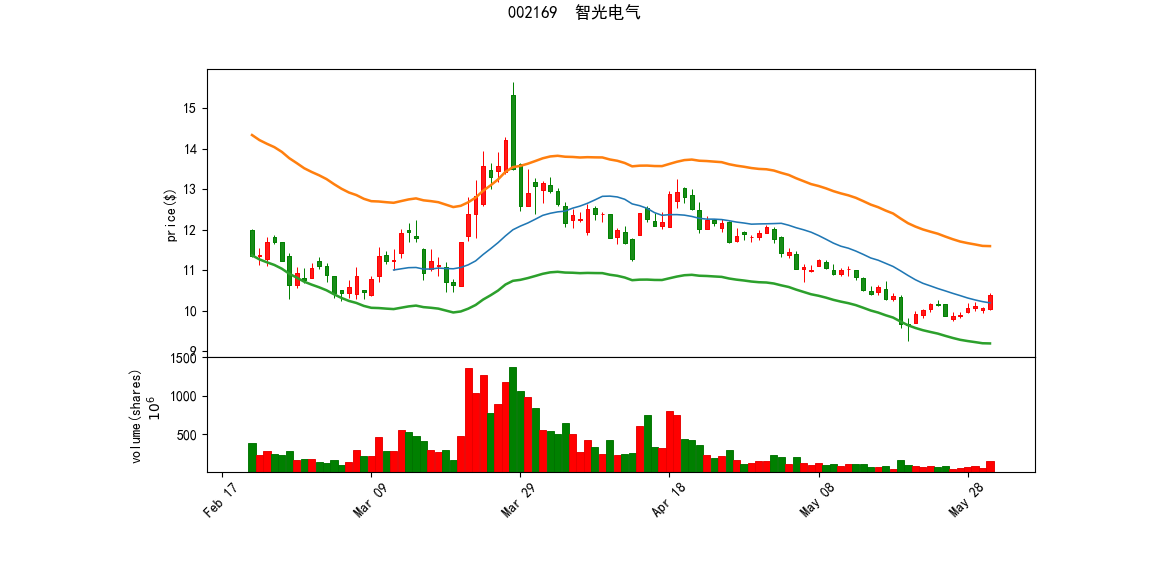 002169 智光电气
price($)
15
14
13
12
11
10
9
volume(shares)
10^6
1500
1000
500
Feb 17
Mar 09
Mar 29
Apr 18
May 08
May 28